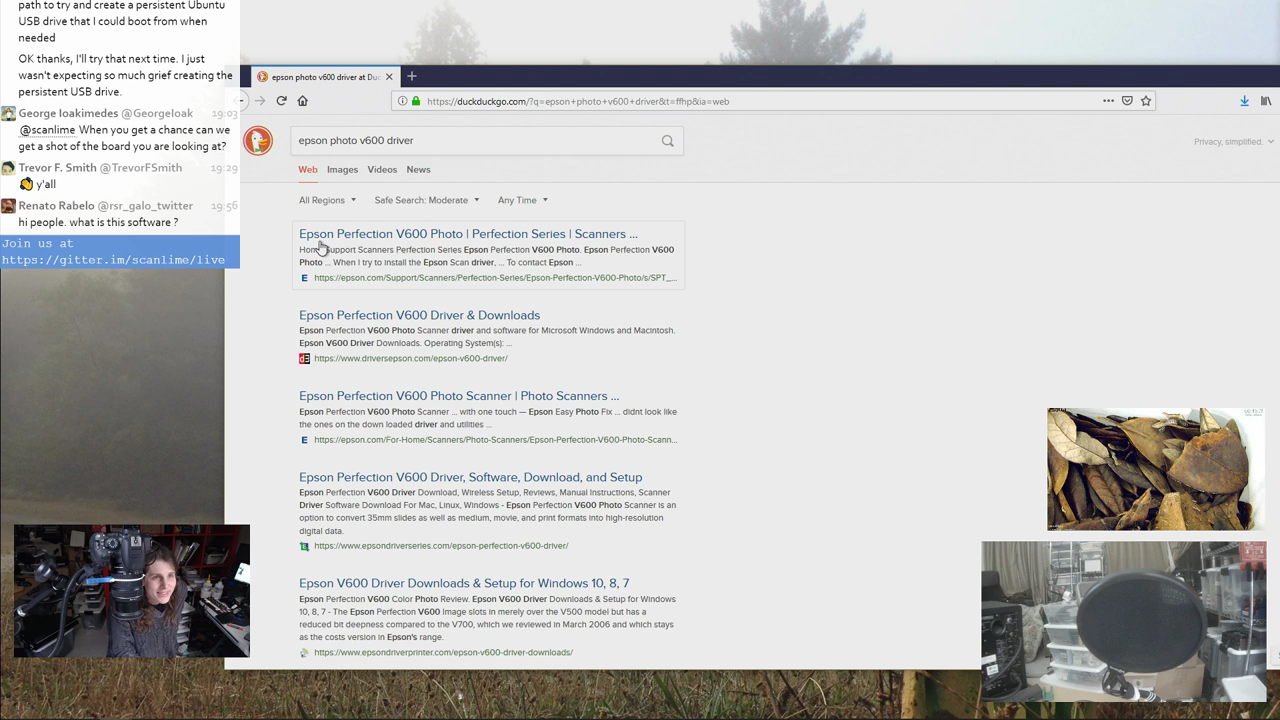 path to try and create a persistent Ubuntu
USB drive that I could boot from when
needed
OK thanks, I'll try that next time. I just
wasn't expecting so much grief creating the
persistent USB drive.
George Ioakimedes @GeorgeIoak 19:03
@scanlime When you get a chance can we
get a shot of the board you are looking at?
Trevor F. Smith @TrevorFSmith 19:29
👋 y'all
Renato Rabelo @rsr_galo_twitter 19:56
hi people. what is this software ?
Join us at
https://gitter.im/scanlime/live
epson photo v600 driver at Duc
https://duckduckgo.com/?q=epson+photo+v600+driver&t=ffhp&ia=web
epson photo v600 driver
Privacy, simplified.
Web Images Videos News
All Regions Safe Search: Moderate Any Time
Epson Perfection V600 Photo | Perfection Series | Scanners ...
Support Scanners Perfection Series Epson Perfection V600 Photo. Epson Perfection V600
Photo ... When I try to install the Epson Scan driver, ... To contact Epson ...
E https://epson.com/Support/Scanners/Perfection-Series/Epson-Perfection-V600-Photo/s/SPT_...
Epson Perfection V600 Driver & Downloads
Epson Perfection V600 Photo Scanner driver and software for Microsoft Windows and Macintosh.
Epson V600 Driver Downloads. Operating System(s): ...
https://www.driversepson.com/epson-v600-driver/
Epson Perfection V600 Photo Scanner | Photo Scanners ...
Epson Perfection V600 Photo Scanner ... with one touch — Epson Easy Photo Fix ... didnt look like
the ones on the down loaded driver and utilities ...
E https://epson.com/For-Home/Scanners/Photo-Scanners/Epson-Perfection-V600-Photo-Scann...
Epson Perfection V600 Driver, Software, Download, and Setup
Epson Perfection V600 Driver Download, Wireless Setup, Reviews, Manual Instructions, Scanner
Driver Software Download For Mac, Linux, Windows - Epson Perfection V600 Photo Scanner is an
option to convert 35mm slides as well as medium, movie, and print formats into high-resolution
digital data.
https://www.epsondriverseries.com/epson-perfection-v600-driver/
Epson V600 Driver Downloads & Setup for Windows 10, 8, 7
Epson Perfection V600 Color Photo Review. Epson V600 Driver Downloads & Setup for Windows
10, 8, 7 - The Epson Perfection V600 Image slots in merely over the V500 model but has a
reduced bit deepness compared to the V700, which we reviewed in March 2006 and which stays
as the costs version in Epson's range.
https://www.epsondriverprinter.com/epson-v600-driver-downloads/